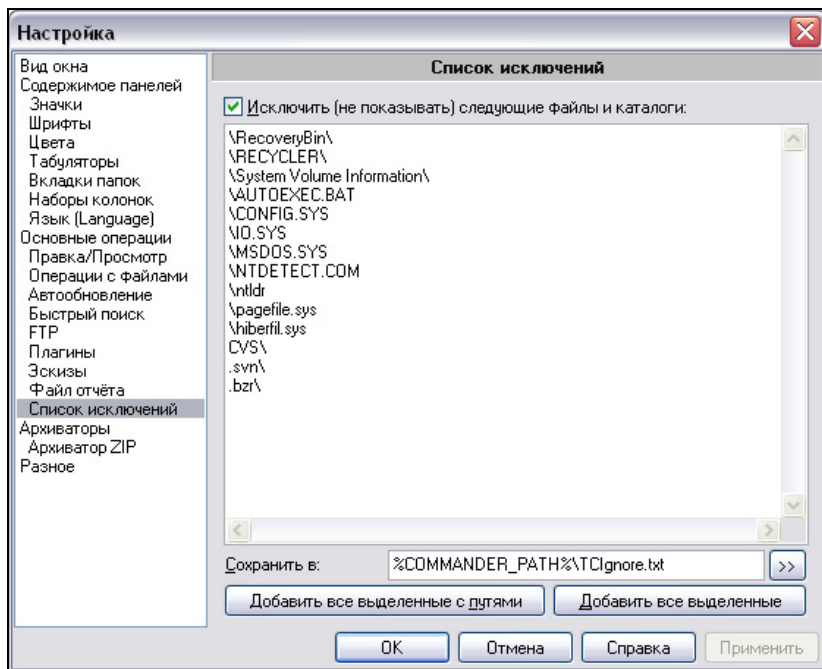 Настройка
Вид окна
Содержимое панелей
Значки
Шрифты
Цвета
Табуляторы
Вкладки папок
Наборы колонок
Язык (Language)
Основные операции
Правка/Просмотр
Операции с файлами
Автообновление
Быстрый поиск
FTP
Плагины
Эскизы
Файл отчёта
Список исключений
Архиваторы
Архиватор ZIP
Разное
Список исключений
Исключить (не показывать) следующие файлы и каталоги:
\RecoveryBin\
\RECYCLER\
\System Volume Information\
\AUTOEXEC.BAT
\CONFIG.SYS
\IO.SYS
\MSDOS.SYS
\NTDETECT.COM
\ntldr
\pagefile.sys
\hiberfil.sys
CVS\
.svn\
.bzr\
Сохранить в: %COMMANDER_PATH%\TCIgnore.txt >>
Добавить все выделенные с путями Добавить все выделенные
OK Отмена Справка Применить